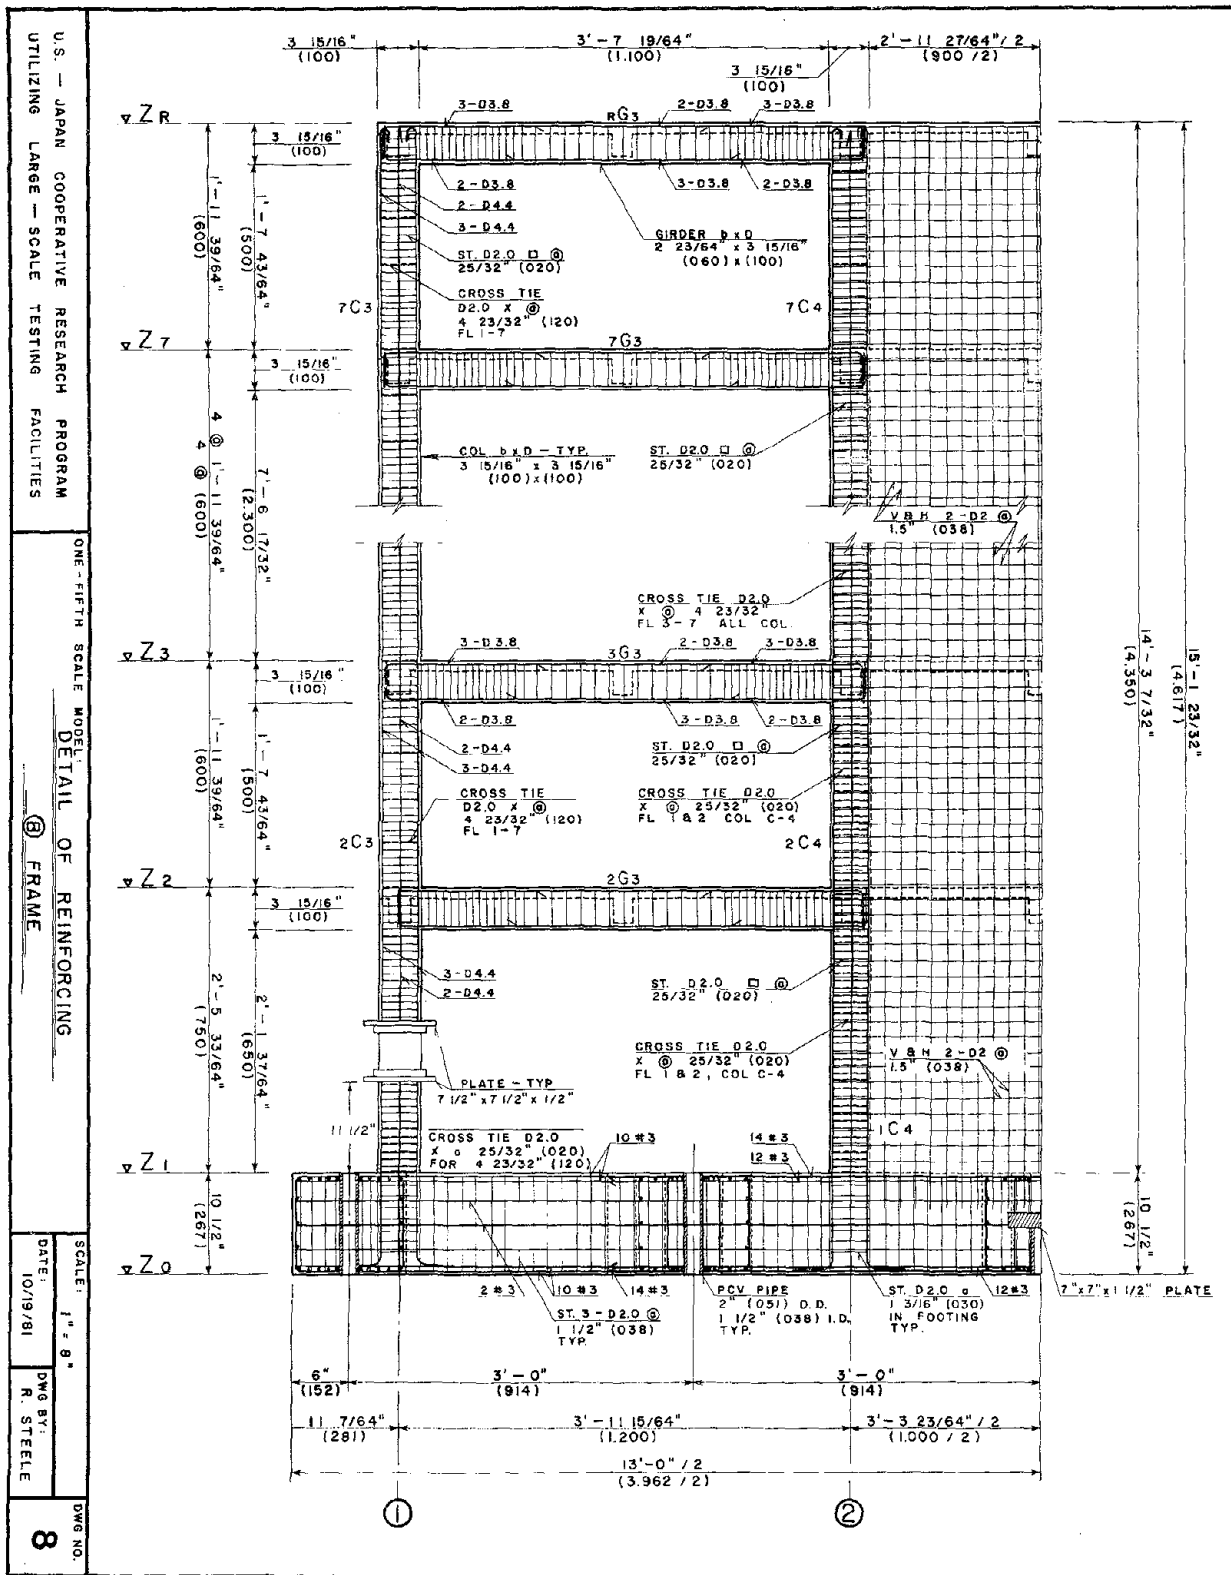 U.S. — JAPAN COOPERATIVE RESEARCH PROGRAM
UTILIZING LARGE — SCALE TESTING FACILITIES
ONE-FIFTH SCALE MODEL:
DETAIL OF REINFORCING
Ⓑ FRAME
SCALE: 1" = 8"
DATE: 10/19/81
DWG BY: R. STEELE
DWG NO. 8
3 15/16"
(100)
3'-7 19/64"
(1.100)
2'-11 27/64" / 2
(900 / 2)
3 15/16"
(100)
ZR
3-D3.8
RG3
2-D3.8
3-D3.8
3 15/16"
(100)
2-D3.8
3-D3.8
2-D3.8
2-D4.4
3-D4.4
1'-11 39/64"
(600)
1'-7 43/64"
(500)
GIRDER b x D
2 23/64" x 3 15/16"
(060) x (100)
ST. D2.0 □ @
25/32" (020)
CROSS TIE
D2.0 X @
4 23/32" (120)
FL 1-7
7C3
7C4
Z7
7G3
3 15/16"
(100)
4 @ 1'-11 39/64"
4 @ (600)
7'-6 17/32"
(2.300)
COL b x D - TYP.
3 15/16" x 3 15/16"
(100) x (100)
ST. D2.0 □ @
25/32" (020)
V & H 2-D2 @
1.5" (038)
CROSS TIE D2.0
X @ 4 23/32"
FL 3-7 ALL COL.
Z3
3-D3.8
3G3
2-D3.8
3-D3.8
3 15/16"
(100)
2-D3.8
3-D3.8
2-D3.8
2-D4.4
3-D4.4
1'-11 39/64"
(600)
1'-7 43/64"
(500)
ST. D2.0 □ @
25/32" (020)
CROSS TIE
D2.0 X @
4 23/32" (120)
FL 1-7
CROSS TIE D2.0
X @ 25/32" (020)
FL 1 & 2 COL C-4
2C3
2C4
14'-3 7/32"
(4.350)
15'-1 23/32"
(4.617)
Z2
2G3
3 15/16"
(100)
3-D4.4
2-D4.4
2'-5 33/64"
(750)
2'-1 37/64"
(650)
ST. D2.0 □ @
25/32" (020)
CROSS TIE D2.0
X @ 25/32" (020)
FL 1 & 2, COL C-4
V & H 2-D2 @
1.5" (038)
PLATE - TYP
7 1/2" x 7 1/2" x 1/2"
11 1/2"
1C4
CROSS TIE D2.0
X @ 25/32" (020)
FOR 4 23/32" (120)
10 #3
14 #3
12 #3
Z1
10 1/2"
(267)
10 1/2"
(267)
Z0
2 #3
10 #3
14 #3
ST. 3-D2.0 @
1 1/2" (038)
TYP.
PCV PIPE
2" (051) O.D.
1 1/2" (038) I.D.
TYP.
ST. D2.0 @
1 3/16" (030)
IN FOOTING
TYP.
12#3
7"x7"x1 1/2" PLATE
6"
(152)
3'-0"
(914)
3'-0"
(914)
11 7/64"
(281)
3'-11 15/64"
(1.200)
3'-3 23/64" / 2
(1.000 / 2)
13'-0" / 2
(3.962 / 2)
1
2